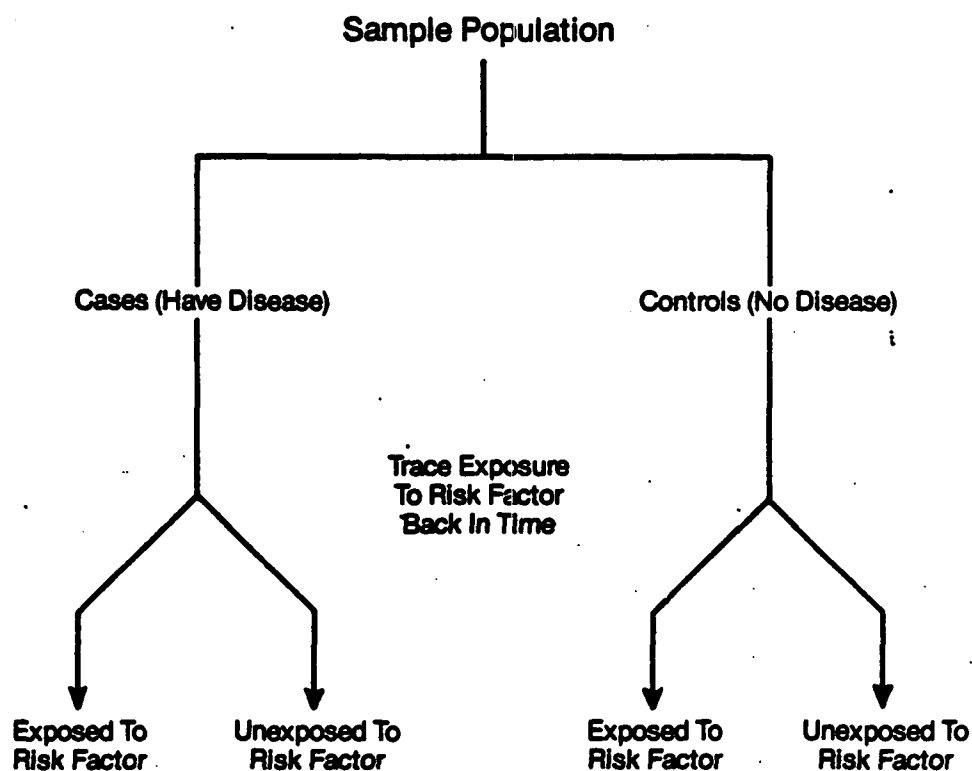 Sample Population
Cases (Have Disease)
Controls (No Disease)
Trace Exposure
To Risk Factor
Back In Time
Exposed To
Risk Factor
Unexposed To
Risk Factor
Exposed To
Risk Factor
Unexposed To
Risk Factor